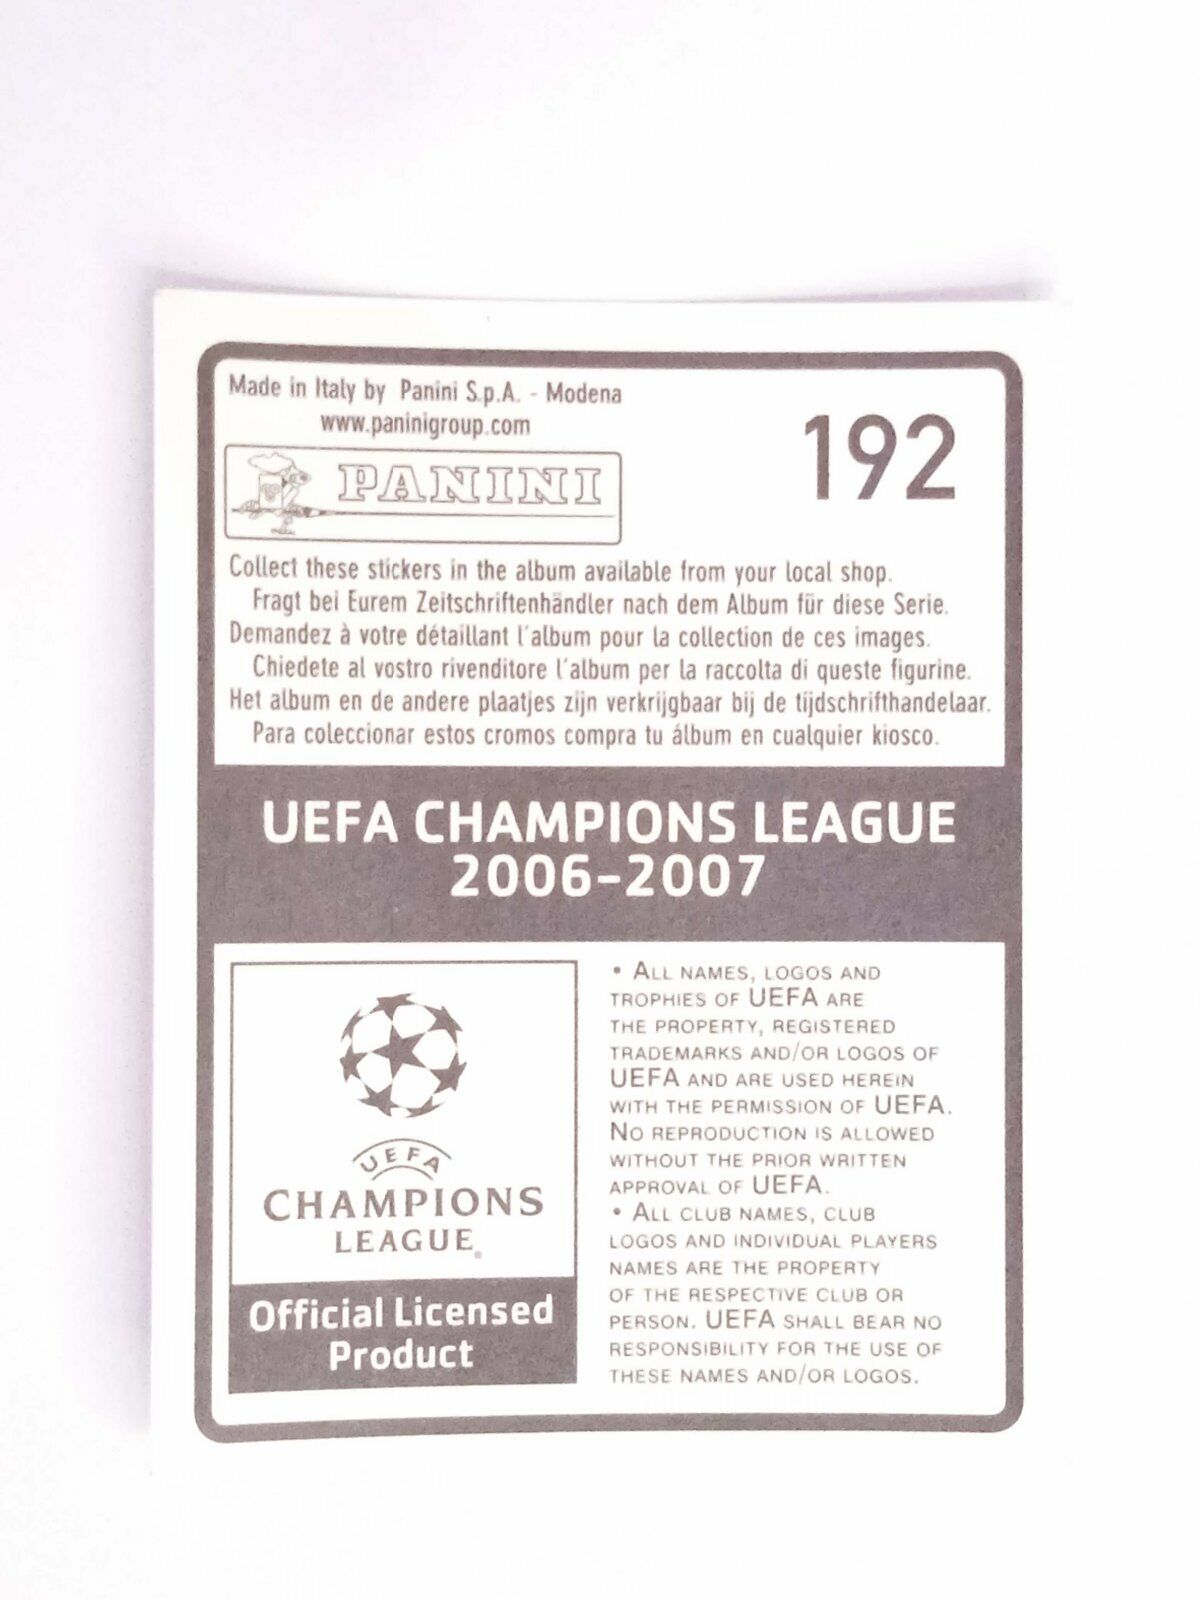 Made in Italy by Panini S.p.A. - Modena
www.paninigroup.com
192
PANINI
Collect these stickers in the album available from your local shop.
Fragt bei Eurem Zeitschriftenhändler nach dem Album für diese Serie.
Demandez à votre détaillant l'album pour la collection de ces images.
Chiedete al vostro rivenditore l'album per la raccolta di queste figurine.
Het album en de andere plaatjes zijn verkrijgbaar bij de tijdschrifthandelaar.
Para coleccionar estos cromos compra tu álbum en cualquier kiosco.
UEFA CHAMPIONS LEAGUE
2006-2007
UEFA
CHAMPIONS
LEAGUE
Official Licensed
Product
• ALL NAMES, LOGOS AND
TROPHIES OF UEFA ARE
THE PROPERTY, REGISTERED
TRADEMARKS AND/OR LOGOS OF
UEFA AND ARE USED HEREIN
WITH THE PERMISSION OF UEFA.
NO REPRODUCTION IS ALLOWED
WITHOUT THE PRIOR WRITTEN
APPROVAL OF UEFA.
• ALL CLUB NAMES, CLUB
LOGOS AND INDIVIDUAL PLAYERS
NAMES ARE THE PROPERTY
OF THE RESPECTIVE CLUB OR
PERSON. UEFA SHALL BEAR NO
RESPONSIBILITY FOR THE USE OF
THESE NAMES AND/OR LOGOS.